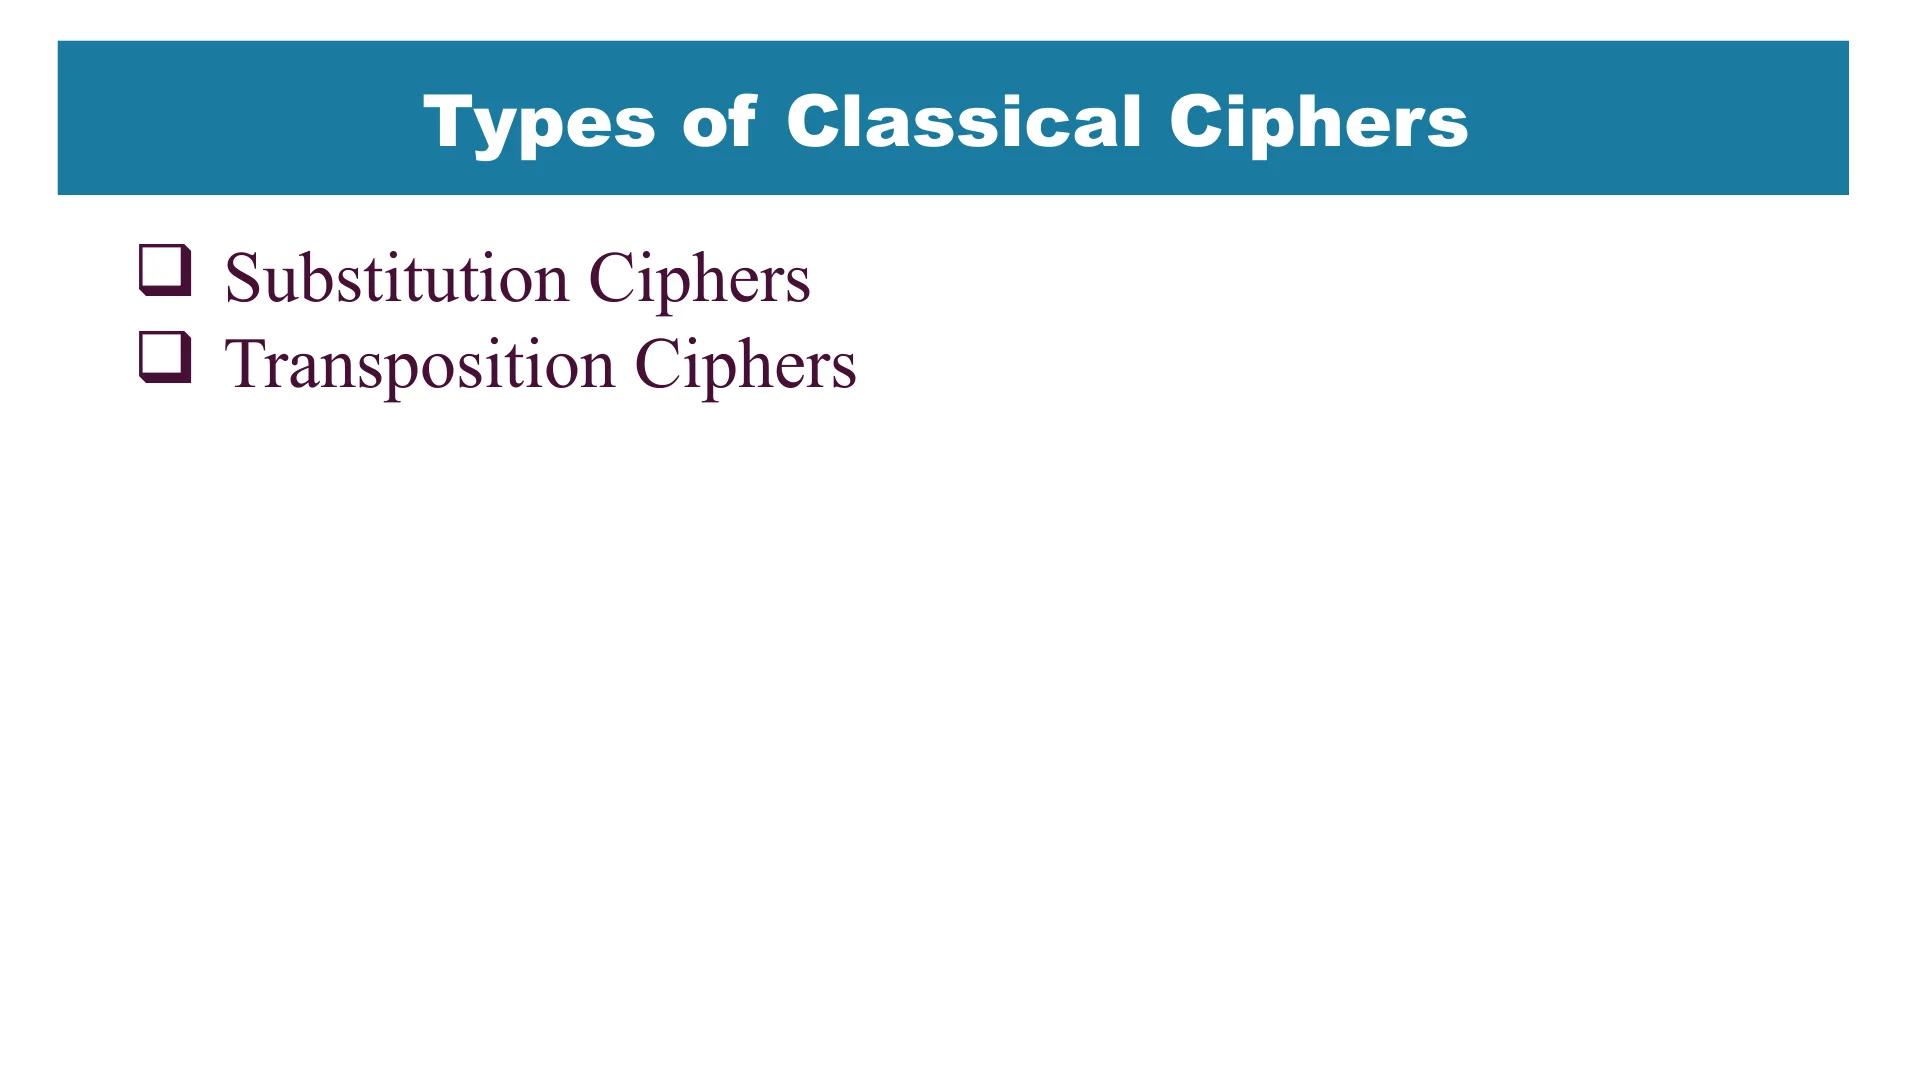 Types of Classical Ciphers
Substitution Ciphers
Transposition Ciphers